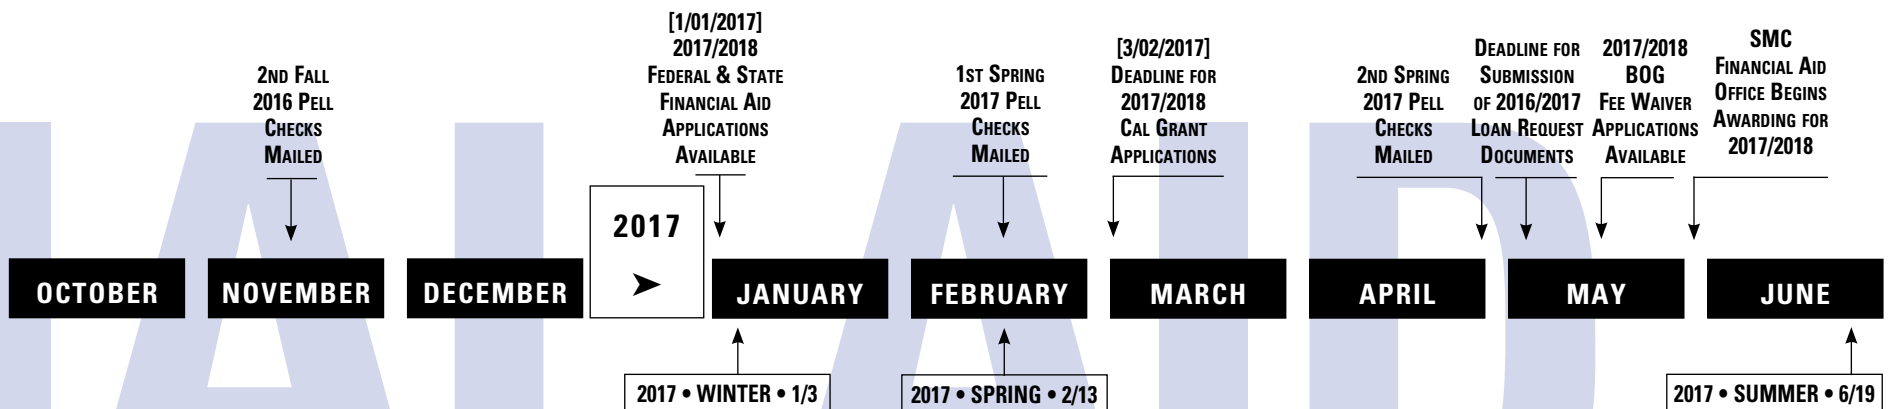 2ND FALL
2016 PELL
CHECKS
MAILED
[1/01/2017]
2017/2018
FEDERAL & STATE
FINANCIAL AID
APPLICATIONS
AVAILABLE
1ST SPRING
2017 PELL
CHECKS
MAILED
[3/02/2017]
DEADLINE FOR
2017/2018
CAL GRANT
APPLICATIONS
2ND SPRING
2017 PELL
CHECKS
MAILED
DEADLINE FOR
SUBMISSION
OF 2016/2017
LOAN REQUEST
DOCUMENTS
2017/2018
BOG
FEE WAIVER
APPLICATIONS
AVAILABLE
SMC
FINANCIAL AID
OFFICE BEGINS
AWARDING FOR
2017/2018
OCTOBER
NOVEMBER
DECEMBER
2017
JANUARY
FEBRUARY
MARCH
APRIL
MAY
JUNE
2017 • WINTER • 1/3
2017 • SPRING • 2/13
2017 • SUMMER • 6/19
IAL AID